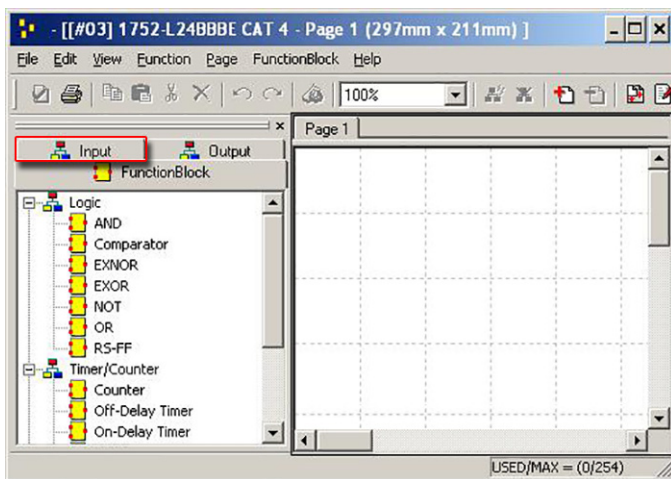 - [[#03] 1752-L24BBBE CAT 4 - Page 1 (297mm x 211mm) ]
File Edit View Function Page FunctionBlock Help
100%
Input Output
FunctionBlock
Page 1
Logic
AND
Comparator
EXNOR
EXOR
NOT
OR
RS-FF
Timer/Counter
Counter
Off-Delay Timer
On-Delay Timer
USED/MAX = (0/254)